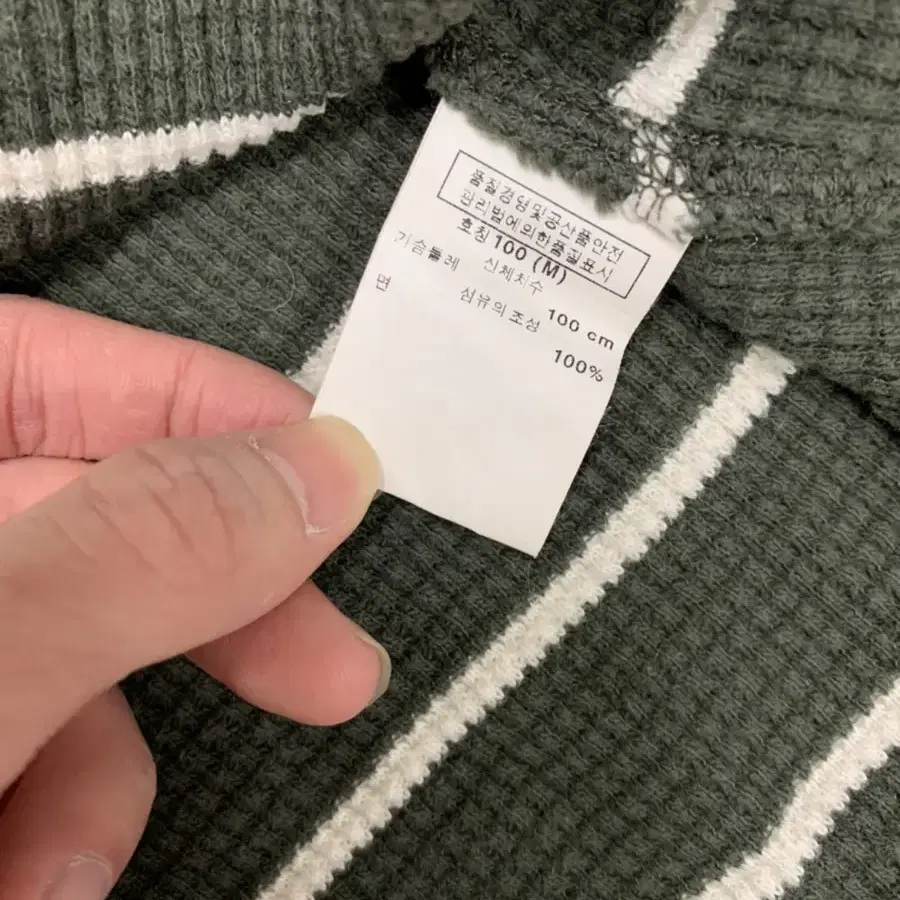 품질경영및공산품안전
관리법에의한품질표시
호칭 100 (M)
신체치수
가슴둘레 100 cm
섬유의조성
면 100%